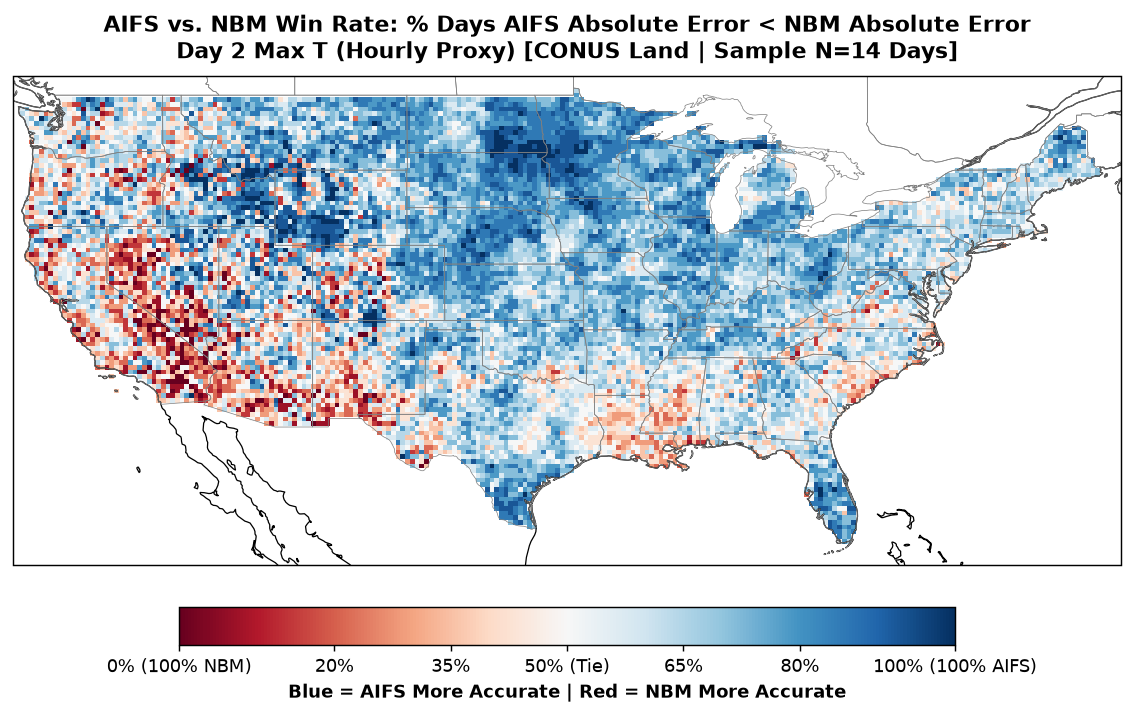 AIFS vs. NBM Win Rate: % Days AIFS Absolute Error < NBM Absolute Error
Day 2 Max T (Hourly Proxy) [CONUS Land | Sample N=14 Days]
0% (100% NBM) 20% 35% 50% (Tie) 65% 80% 100% (100% AIFS)
Blue = AIFS More Accurate | Red = NBM More Accurate